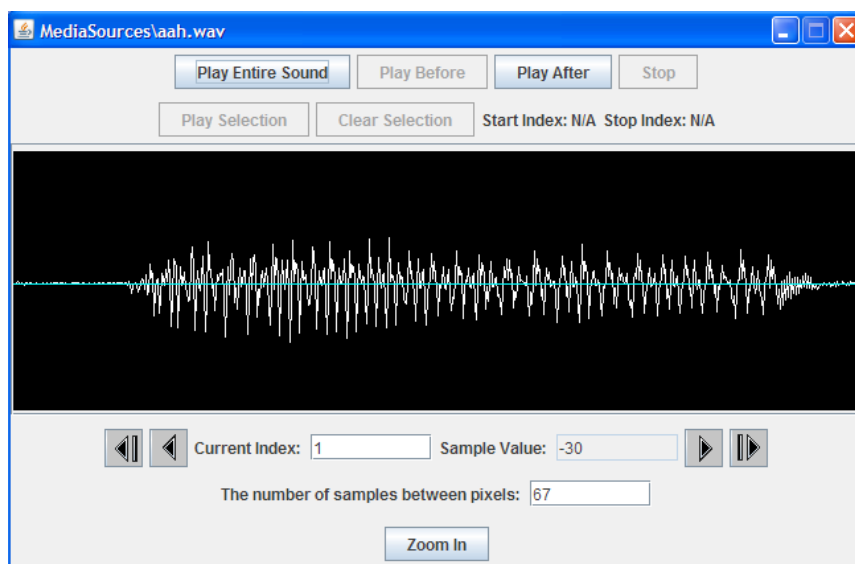 MediaSources\aah.wav
Play Entire Sound Play Before Play After Stop
Play Selection Clear Selection Start Index: N/A Stop Index: N/A
Current Index: 1 Sample Value: -30
The number of samples between pixels: 67
Zoom In